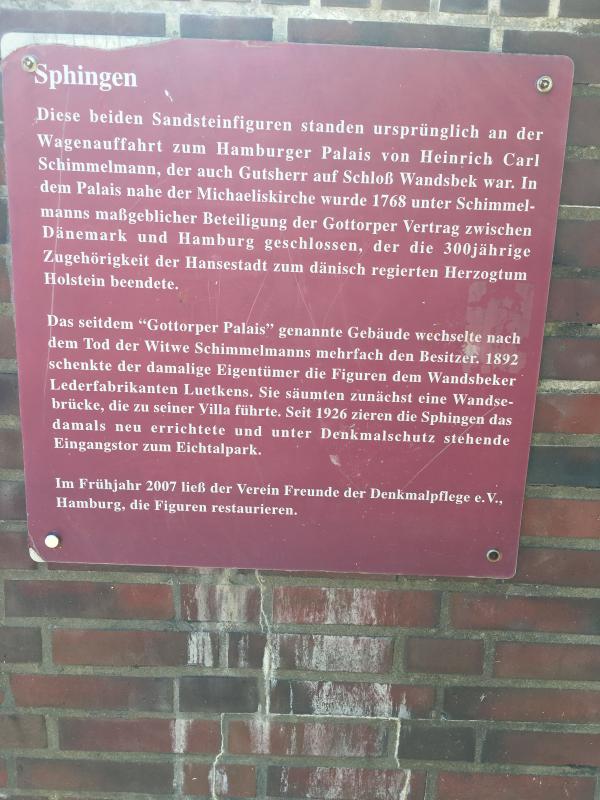 Sphingen
Diese beiden Sandsteinfiguren standen ursprünglich an der
Wagenauffahrt zum Hamburger Palais von Heinrich Carl
Schimmelmann, der auch Gutsherr auf Schloß Wandsbek war. In
dem Palais nahe der Michaeliskirche wurde 1768 unter Schimmel-
manns maßgeblicher Beteiligung der Gottorper Vertrag zwischen
Dänemark und Hamburg geschlossen, der die 300jährige
Zugehörigkeit der Hansestadt zum dänisch regierten Herzogtum
Holstein beendete.
Das seitdem “Gottorper Palais” genannte Gebäude wechselte nach
dem Tod der Witwe Schimmelmanns mehrfach den Besitzer. 1892
schenkte der damalige Eigentümer die Figuren dem Wandsbeker
Lederfabrikanten Luetkens. Sie säumten zunächst eine Wandse-
brücke, die zu seiner Villa führte. Seit 1926 zieren die Sphingen das
damals neu errichtete und unter Denkmalschutz stehende
Eingangstor zum Eichtalpark.
Im Frühjahr 2007 ließ der Verein Freunde der Denkmalpflege e.V.,
Hamburg, die Figuren restaurieren.